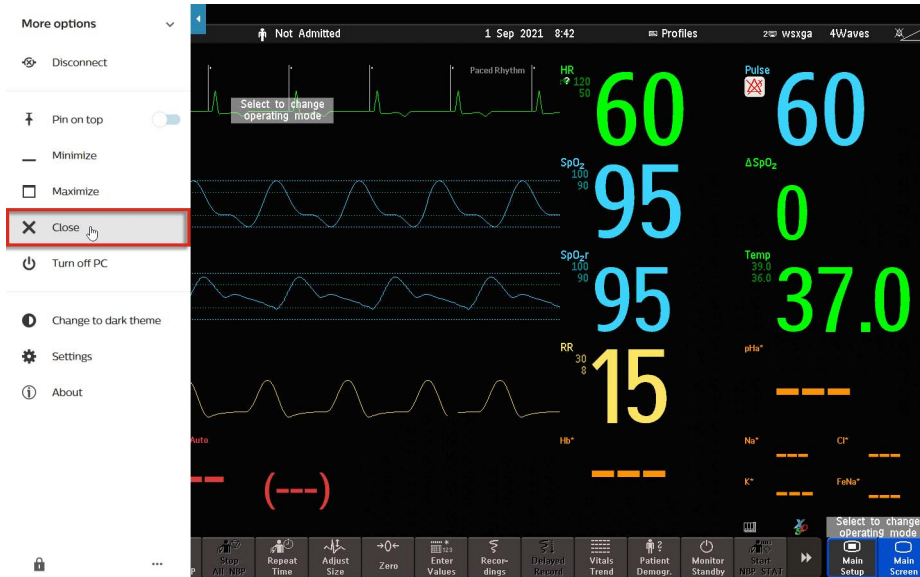 More options
Disconnect
Pin on top
Minimize
Maximize
Close
Turn off PC
Change to dark theme
Settings
About
Not Admitted
1 Sep 2021 8:42
Profiles
wsxga
4Waves
Paced Rhythm
Select to change
operating mode
HR
? 120
50
60
Pulse
60
SpO₂
100
90
95
ΔSpO₂
0
SpO₂r
100
90
95
Temp
39.0
36.0
37.0
RR
30
8
15
pHa*
---
Auto
--
(---)
Hb*
---
Na*
---
Cl*
---
K*
---
FeNa*
---
Select to change
operating mode
P
Stop
All NBP
Repeat
Time
Adjust
Size
→0←
Zero
123
Enter
Values
Recor-
dings
Delayed
Record
Vitals
Trend
?
Patient
Demogr.
Monitor
Standby
Start
NBP STAT
Main
Setup
Main
Screen